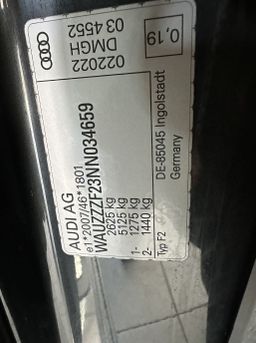 AUDI AG
e1*2007/46*1801
WAUZZZF23NN034659
2625 kg
5125 kg
1- 1275 kg
2- 1440 kg
Typ F2
DE-85045 Ingolstadt
Germany
022022
DMGH
03 4552
0,19